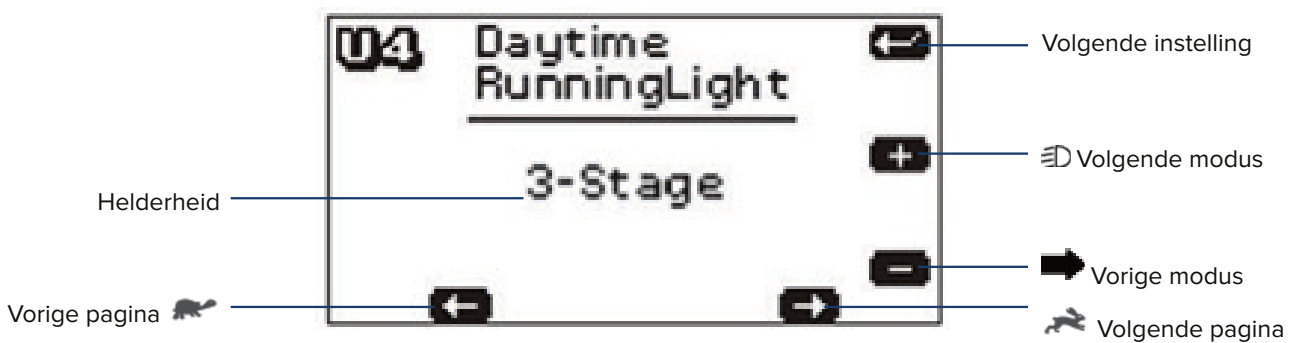 U4
Daytime
RunningLight
Volgende instelling
+
Volgende modus
3-Stage
Helderheid
-
Vorige modus
Vorige pagina
Volgende pagina